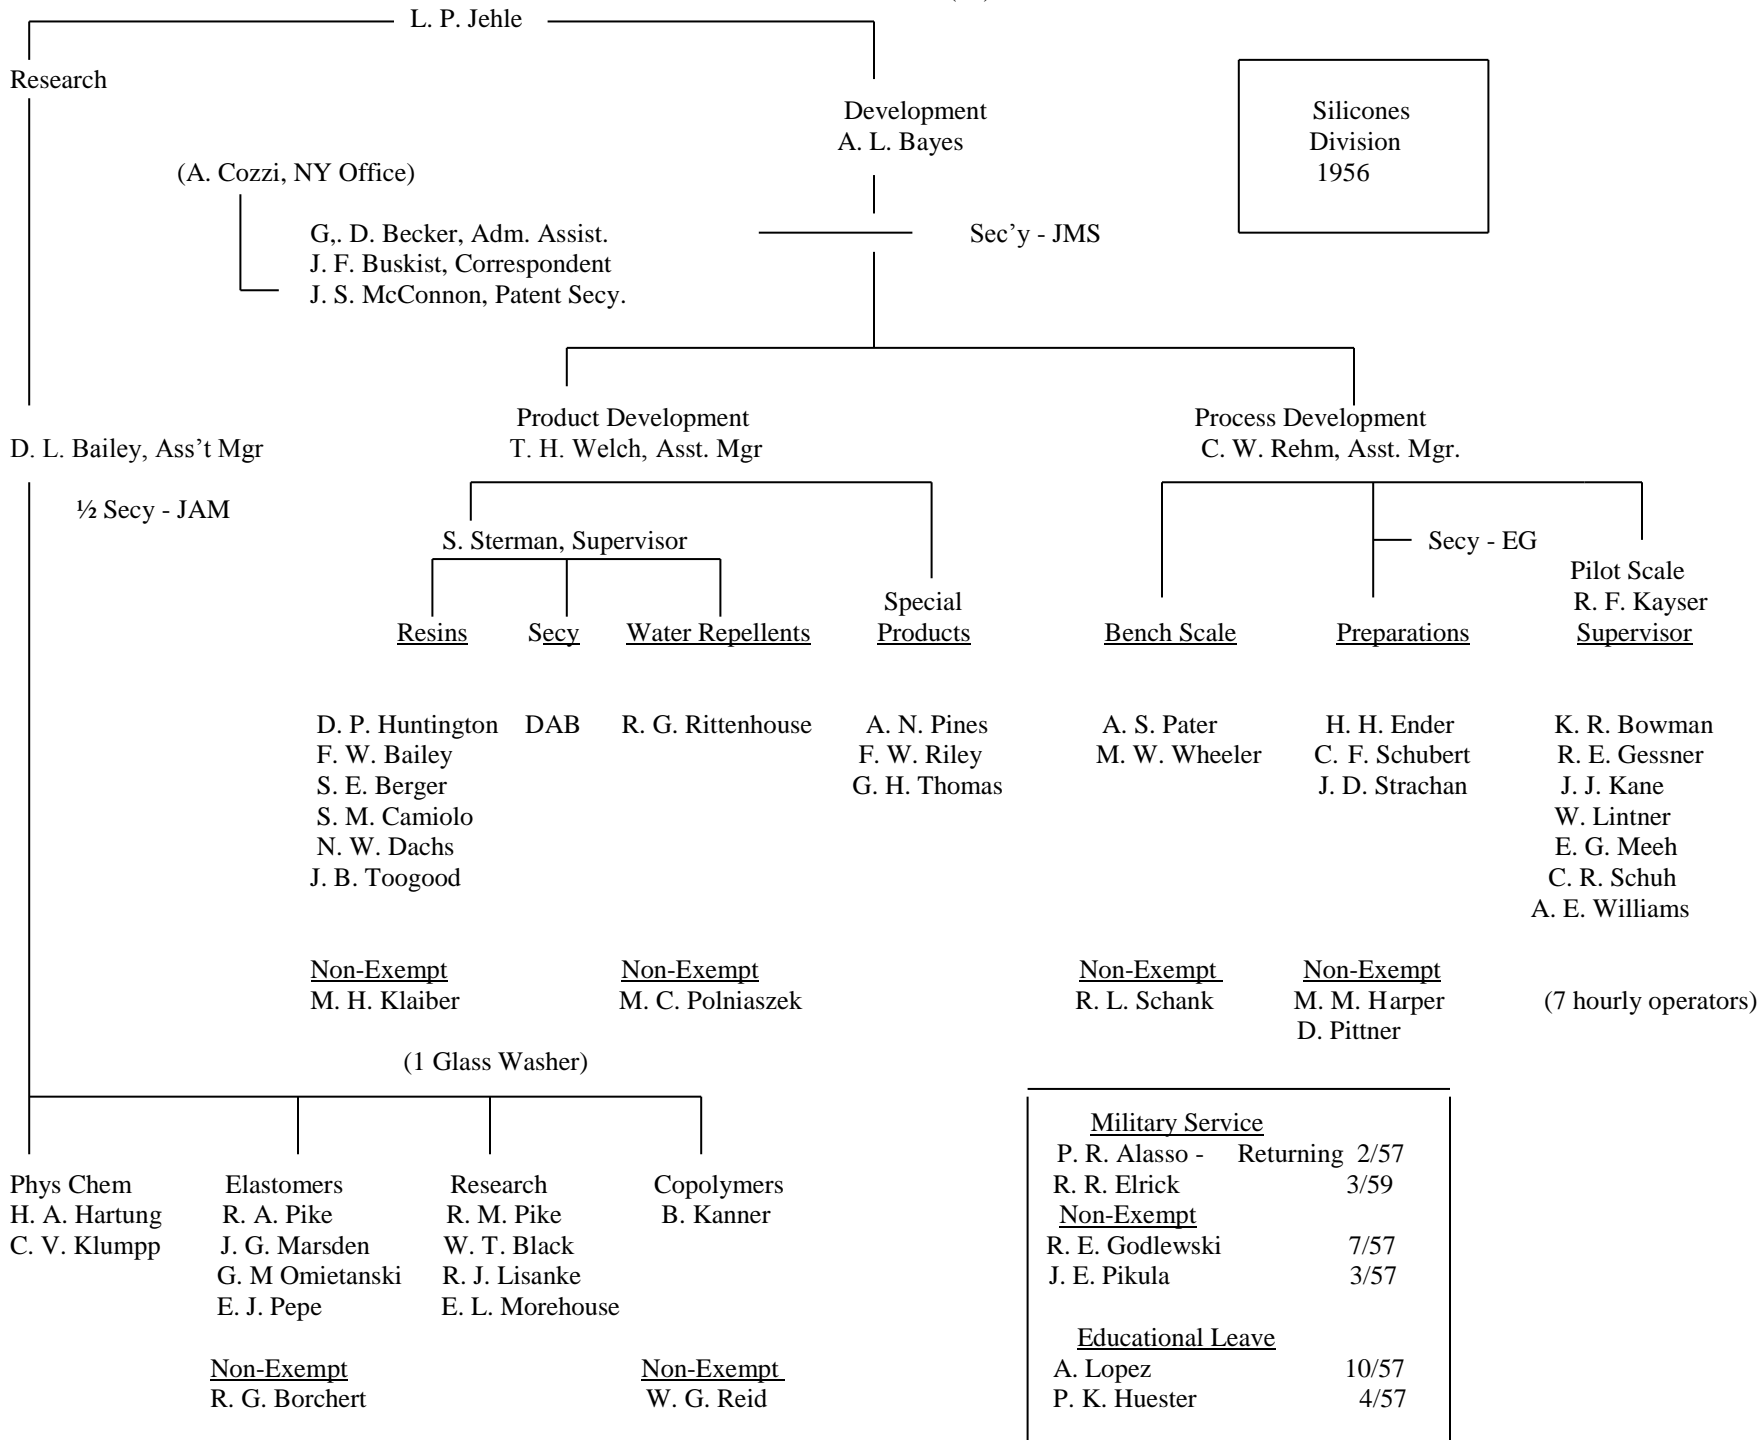 L. P. Jehle
Research
Development
A. L. Bayes
Silicones
Division
1956
(A. Cozzi, NY Office)
G,. D. Becker, Adm. Assist.
J. F. Buskist, Correspondent
J. S. McConnon, Patent Secy.
Sec’y - JMS
D. L. Bailey, Ass’t Mgr
½ Secy - JAM
Product Development
T. H. Welch, Asst. Mgr
Process Development
C. W. Rehm, Asst. Mgr.
S. Sterman, Supervisor
Secy - EG
Resins
Secy
Water Repellents
Special
Products
Bench Scale
Preparations
Pilot Scale
R. F. Kayser
Supervisor
D. P. Huntington
F. W. Bailey
S. E. Berger
S. M. Camiolo
N. W. Dachs
J. B. Toogood
DAB
R. G. Rittenhouse
A. N. Pines
F. W. Riley
G. H. Thomas
A. S. Pater
M. W. Wheeler
H. H. Ender
C. F. Schubert
J. D. Strachan
K. R. Bowman
R. E. Gessner
J. J. Kane
W. Lintner
E. G. Meeh
C. R. Schuh
A. E. Williams
Non-Exempt
M. H. Klaiber
Non-Exempt
M. C. Polniaszek
Non-Exempt
R. L. Schank
Non-Exempt
M. M. Harper
D. Pittner
(7 hourly operators)
(1 Glass Washer)
Phys Chem
H. A. Hartung
C. V. Klumpp
Elastomers
R. A. Pike
J. G. Marsden
G. M Omietanski
E. J. Pepe
Non-Exempt
R. G. Borchert
Research
R. M. Pike
W. T. Black
R. J. Lisanke
E. L. Morehouse
Copolymers
B. Kanner
Non-Exempt
W. G. Reid
Military Service
P. R. Alasso - Returning 2/57
R. R. Elrick 3/59
Non-Exempt
R. E. Godlewski 7/57
J. E. Pikula 3/57
Educational Leave
A. Lopez 10/57
P. K. Huester 4/57